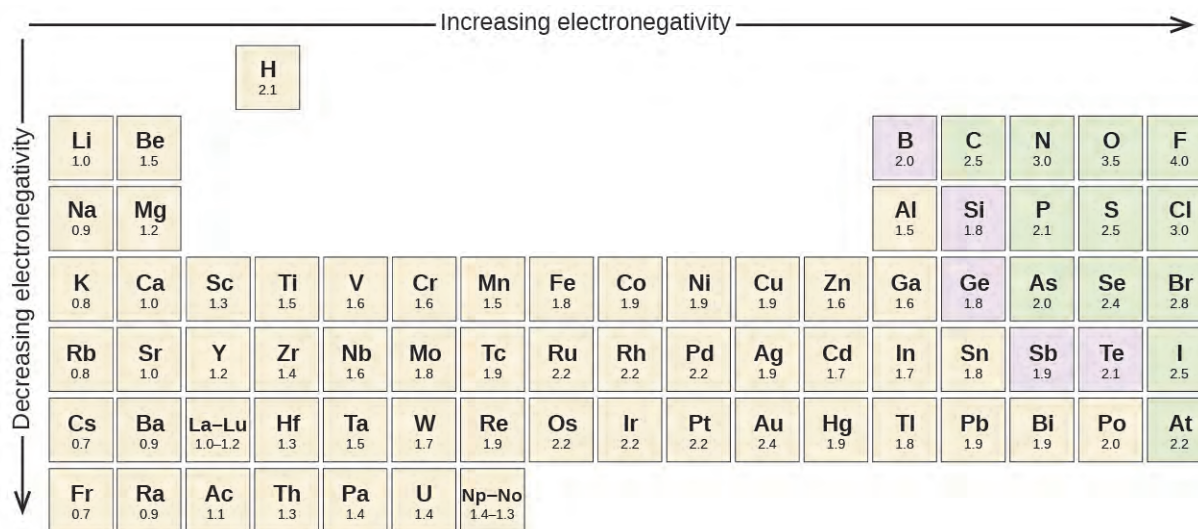 Increasing electronegativity
Decreasing electronegativity
H
2.1
Li Be B C N O F
1.0 1.5 2.0 2.5 3.0 3.5 4.0
Na Mg Al Si P S Cl
0.9 1.2 1.5 1.8 2.1 2.5 3.0
K Ca Sc Ti V Cr Mn Fe Co Ni Cu Zn Ga Ge As Se Br
0.8 1.0 1.3 1.5 1.6 1.6 1.5 1.8 1.9 1.9 1.9 1.6 1.6 1.8 2.0 2.4 2.8
Rb Sr Y Zr Nb Mo Tc Ru Rh Pd Ag Cd In Sn Sb Te I
0.8 1.0 1.2 1.4 1.6 1.8 1.9 2.2 2.2 2.2 1.9 1.7 1.7 1.8 1.9 2.1 2.5
Cs Ba La–Lu Hf Ta W Re Os Ir Pt Au Hg Tl Pb Bi Po At
0.7 0.9 1.0–1.2 1.3 1.5 1.7 1.9 2.2 2.2 2.2 2.4 1.9 1.8 1.9 1.9 2.0 2.2
Fr Ra Ac Th Pa U Np–No
0.7 0.9 1.1 1.3 1.4 1.4 1.4–1.3